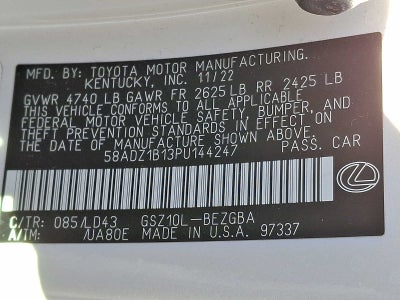 MFD. BY: TOYOTA MOTOR MANUFACTURING.
KENTUCKY, INC. 11/22
GVWR 4740 LB GAWR FR 2625 LB RR 2425 LB
THIS VEHICLE CONFORMS TO ALL APPLICABLE
FEDERAL MOTOR VEHICLE SAFETY, BUMPER, AND
THEFT PREVENTION STANDARDS IN EFFECT ON
THE DATE OF MANUFACTURE SHOWN ABOVE.
58ADZ1B13PU144247 PASS. CAR
C/TR: 085/LD43 GSZ10L-BEZGBA
A/TM: /UA80E MADE IN U.S.A. 97337